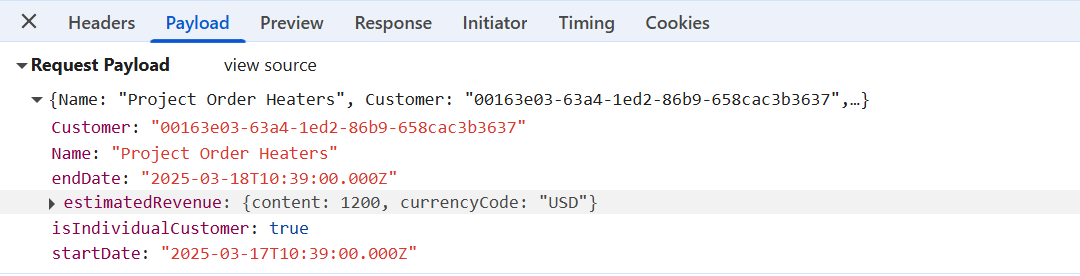 Headers Payload Preview Response Initiator Timing Cookies
Request Payload view source
{Name: "Project Order Heaters", Customer: "00163e03-63a4-1ed2-86b9-658cac3b3637",…}
Customer: "00163e03-63a4-1ed2-86b9-658cac3b3637"
Name: "Project Order Heaters"
endDate: "2025-03-18T10:39:00.000Z"
estimatedRevenue: {content: 1200, currencyCode: "USD"}
isIndividualCustomer: true
startDate: "2025-03-17T10:39:00.000Z"